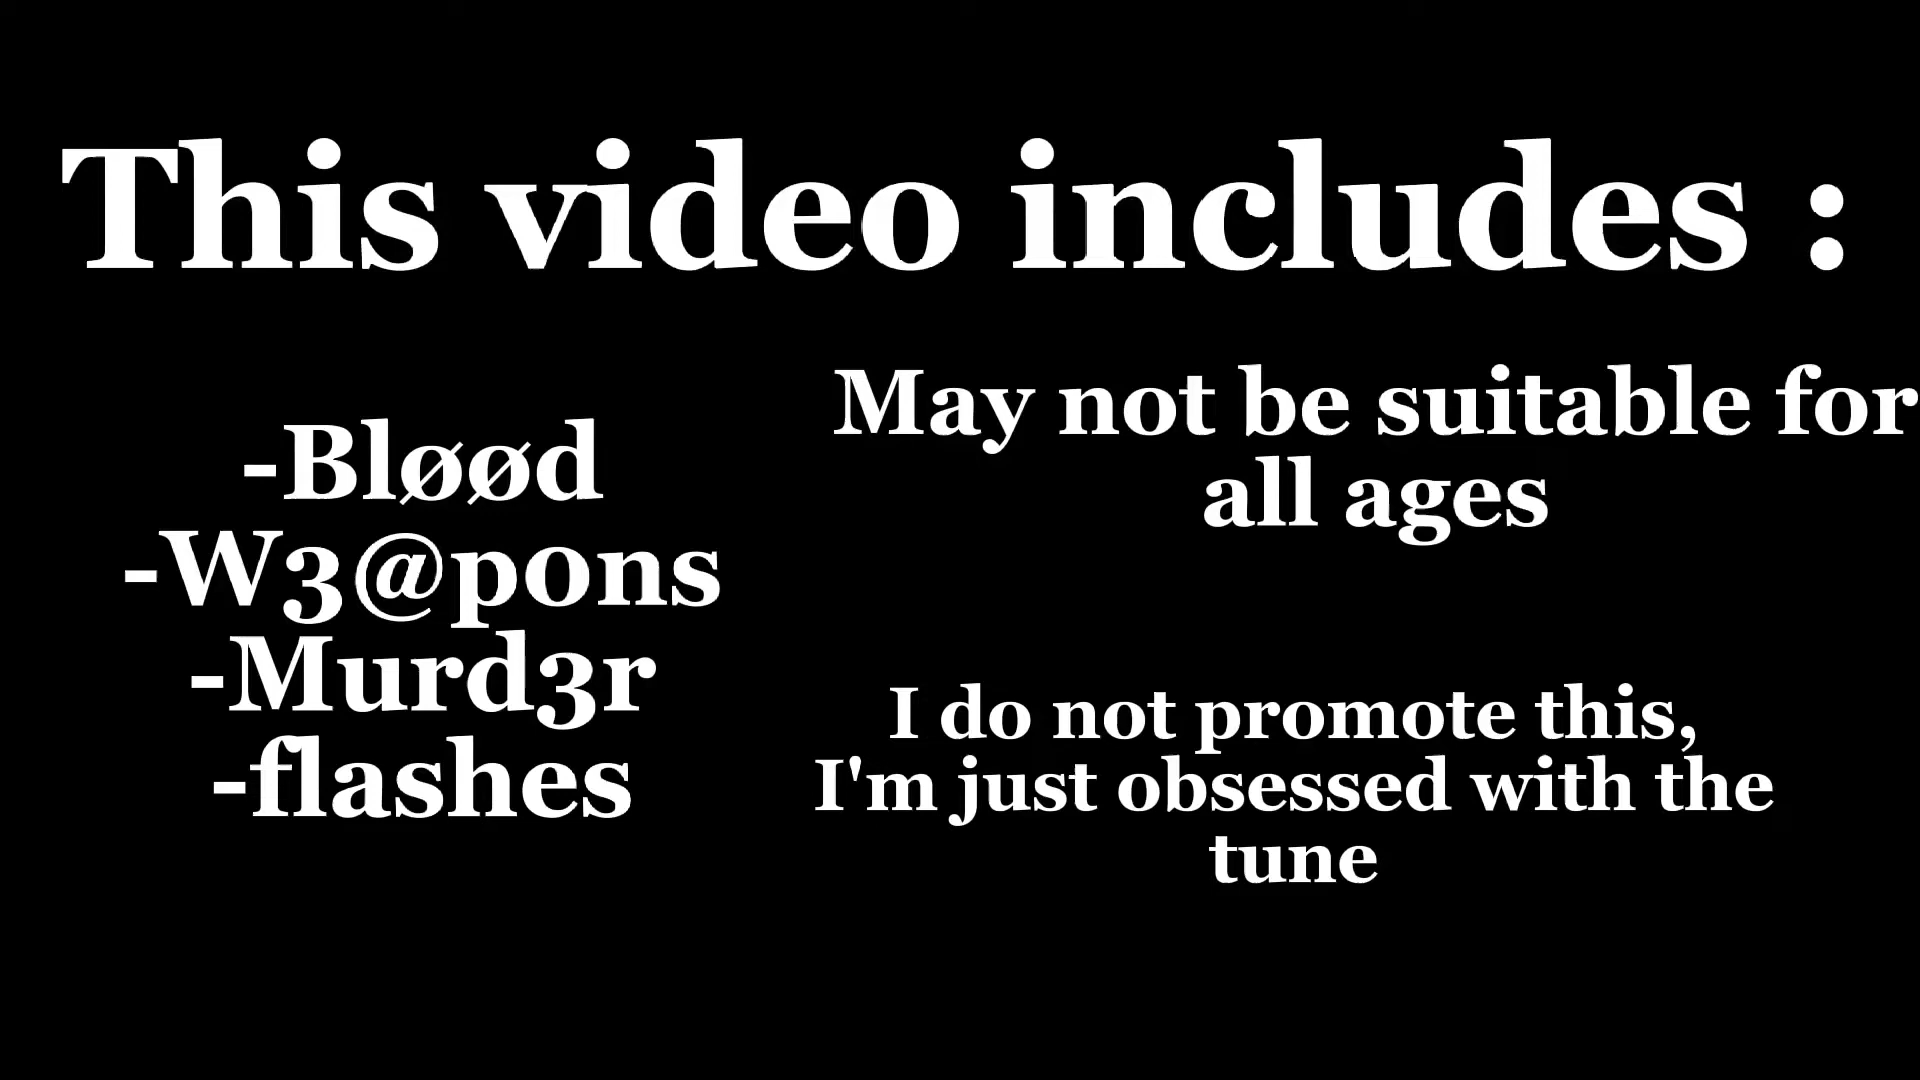 This video includes :
-Bløød
-W3@pons
-Murd3r
-flashes
May not be suitable for
all ages
I do not promote this,
I'm just obsessed with the
tune